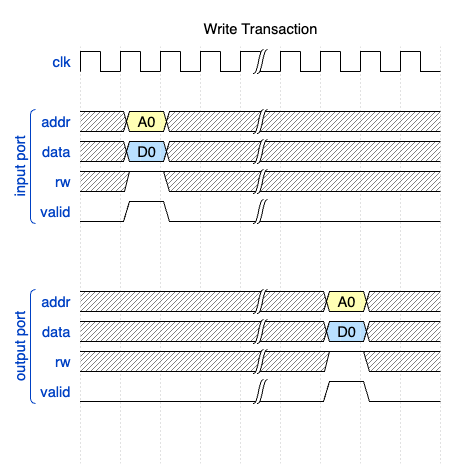 Write Transaction
clk
input port
addr A0
data D0
rw
valid
output port
addr A0
data D0
rw
valid